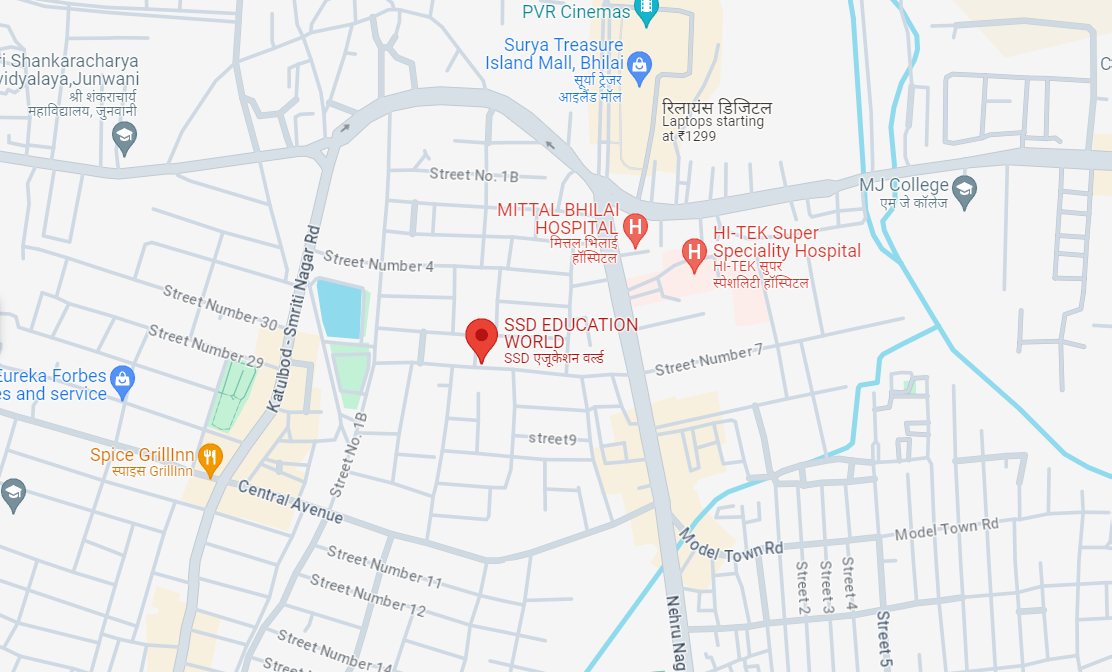 PVR Cinemas
Surya Treasure
Island Mall, Bhilai
सूर्या ट्रेजर
आइलैंड मॉल
ri Shankaracharya
vidyalaya,Junwani
श्री शंकराचार्य
महाविद्यालय, जुनवानी
रिलायंस डिजिटल
Laptops starting
at ₹1299
Street No. 1B
MJ College
एम जे कॉलेज
MITTAL BHILAI
HOSPITAL
मित्तल भिलाई
हॉस्पिटल
HI-TEK Super
Speciality Hospital
HI-TEK सुपर
स्पेशलिटी हॉस्पिटल
Katulbod - Smriti Nagar Rd
Street Number 4
Street Number 30
Street Number 29
SSD EDUCATION
WORLD
SSD एजूकेशन वर्ल्ड
Street Number 7
Eureka Forbes
es and service
Street No. 1B
street9
Spice GrillInn
स्पाइस GrillInn
Central Avenue
Model Town Rd
Model Town Rd
Street Number 11
Street Number 12
Street 2
Street 3
Street 4
Street 5
Nehru Nag
Street Number 14
Street Number